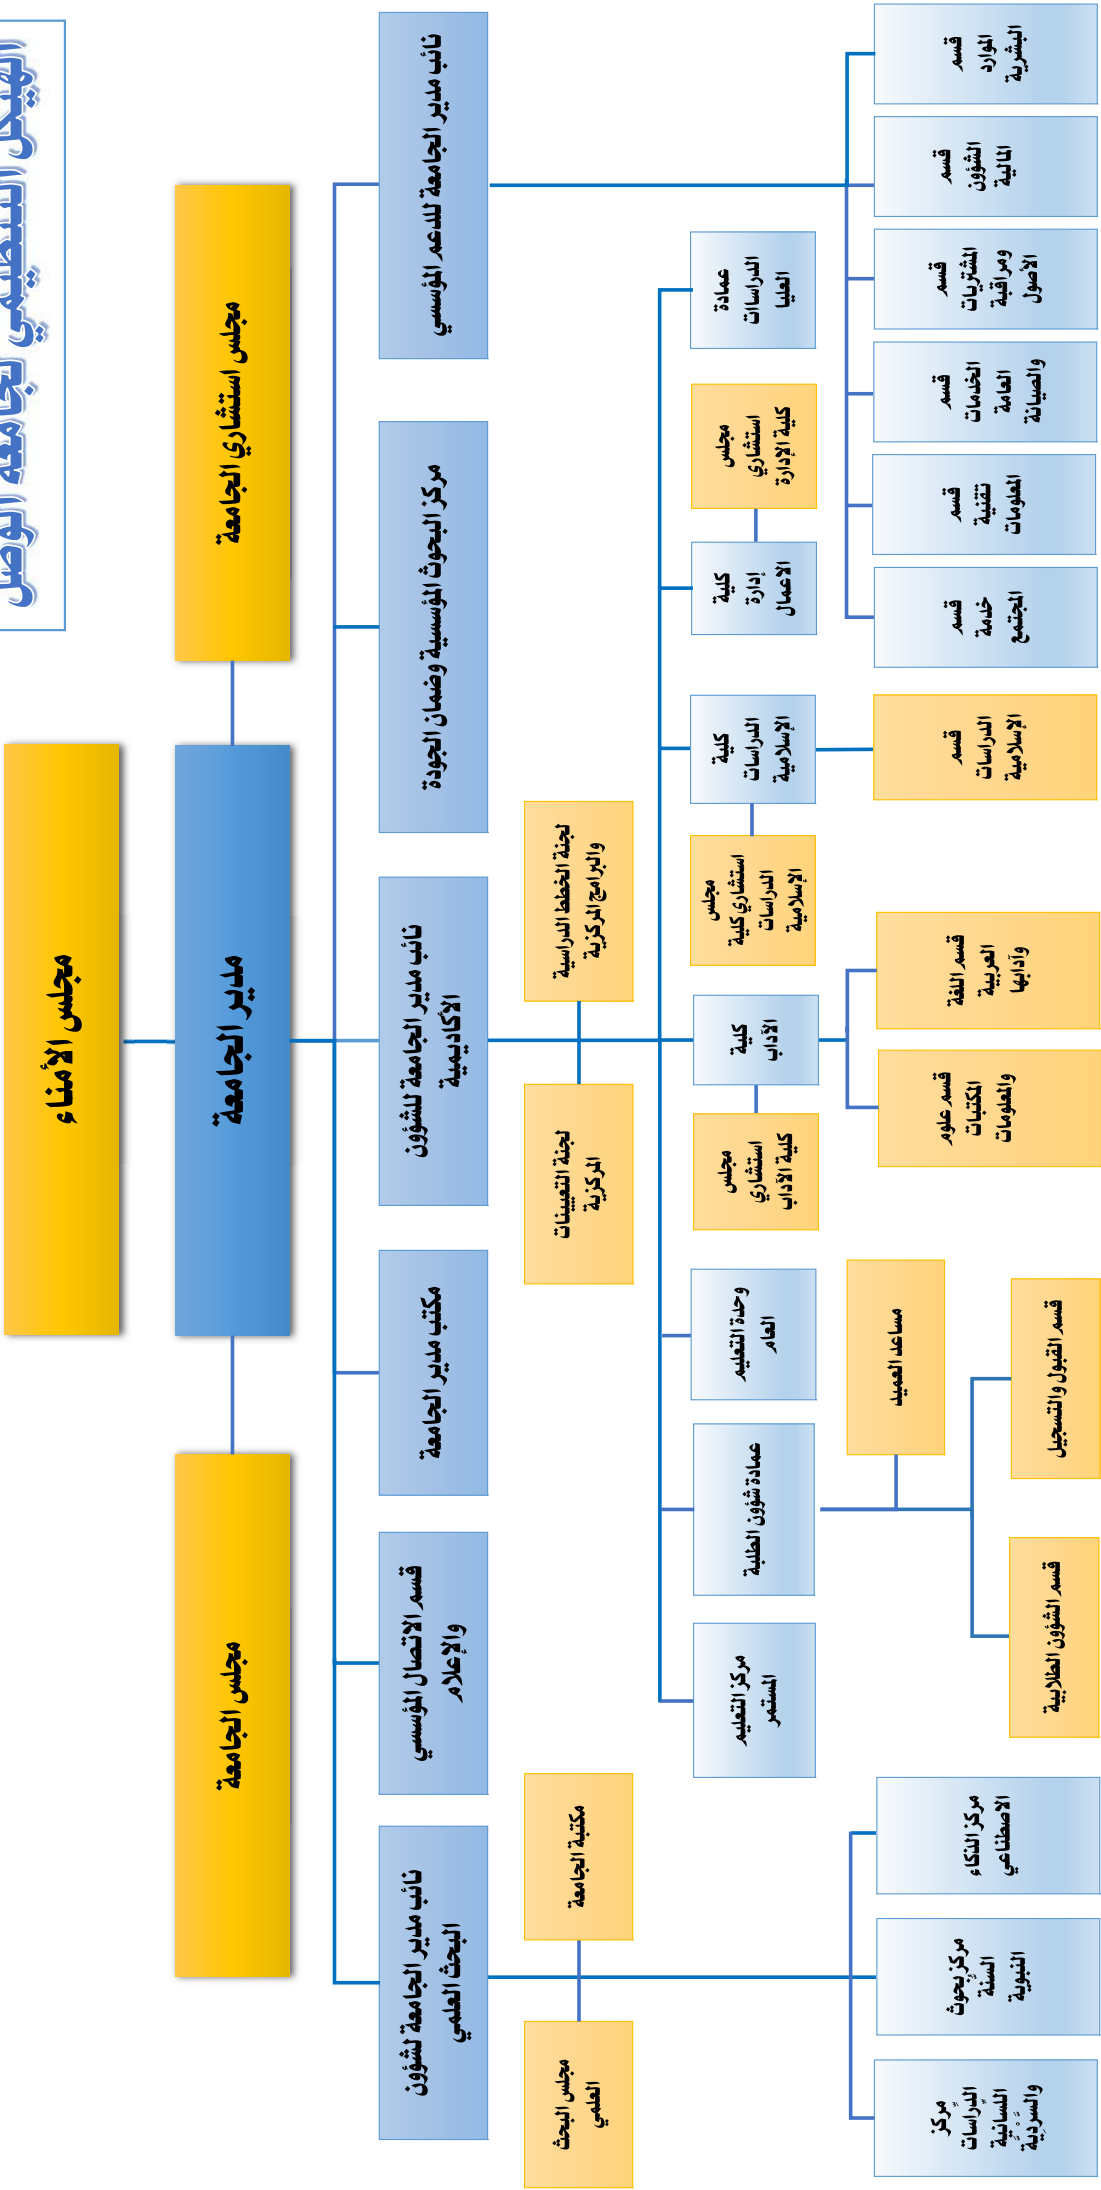 الهيكل التنظيمي لجامعة الوصل
مجلس الأمناء
مجلس استشاري الجامعة
مدير الجامعة
مجلس الجامعة
نائب مدير الجامعة للدعم المؤسسي
مركز البحوث المؤسسية وضمان الجودة
نائب مدير الجامعة للشؤون
الأكاديمية
مكتب مدير الجامعة
قسم الاتصال المؤسسي
والإعلام
نائب مدير الجامعة لشؤون
البحث العلمي
لجنة الخطط الدراسية
والبرامج المركزية
لجنة التعيينات
المركزية
مكتبة الجامعة
مجلس البحث
العلمي
عمادة
الدراسات
العليا
مجلس
استشاري
كلية الإدارة
كلية
إدارة
الاعمال
كلية
الدراسات
الإسلامية
مجلس
استشاري كلية
الدراسات
الإسلامية
كلية
الآداب
مجلس
استشاري
كلية الآداب
وحدة التعليم
العام
عمادة شؤون الطلبة
مركز التعليم
المستمر
قسم
الموارد
البشرية
قسم
الشؤون
المالية
قسم
المشتريات
ومراقبة
الأصول
قسم
الخدمات
العامة
والصيانة
قسم
تقنية
المعلومات
قسم
خدمة
المجتمع
قسم
الدراسات
الإسلامية
قسم اللغة
العربية
وآدابها
قسم علوم
المكتبات
والمعلومات
مساعد العميد
قسم القبول والتسجيل
قسم الشؤون الطلابية
مركز الذكاء
الاصطناعي
مركز بحوث
السنّة
النبوية
مركز
الدراسات
اللسانية
والسردية